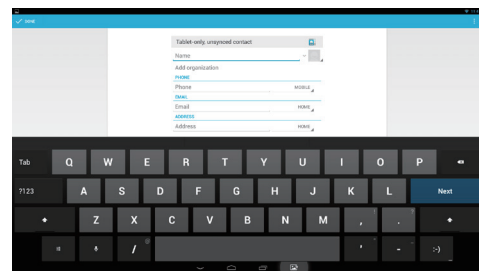 DONE
Tablet-only, unsynced contact
Name
Add organization
PHONE
Phone MOBILE
EMAIL
Email HOME
ADDRESS
Address HOME
Tab Q W E R T Y U I O P
?123 A S D F G H J K L Next
Z X C V B N M , ! . ?
/ @ ' " - _ :-)